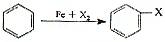 Fe + X₂
X